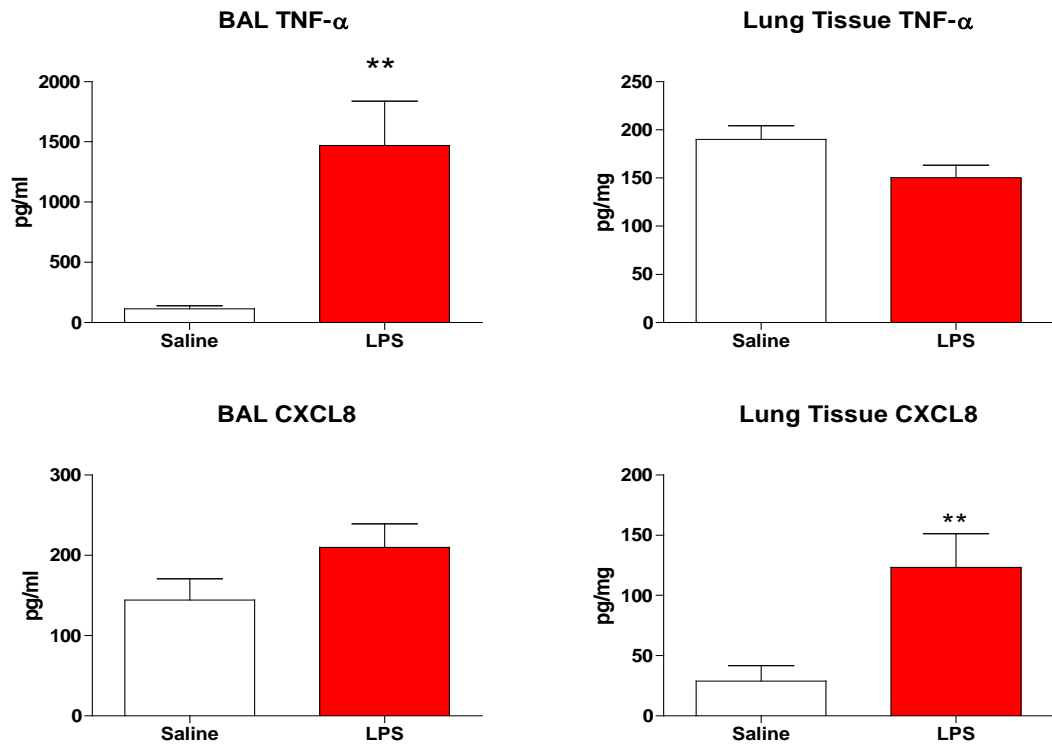 BAL TNF-α
**
2000
1500
1000
500
0
pg/ml
Saline LPS
Lung Tissue TNF-α
250
200
150
100
50
0
pg/mg
Saline LPS
BAL CXCL8
300
200
100
0
pg/ml
Saline LPS
Lung Tissue CXCL8
**
200
150
100
50
0
pg/mg
Saline LPS